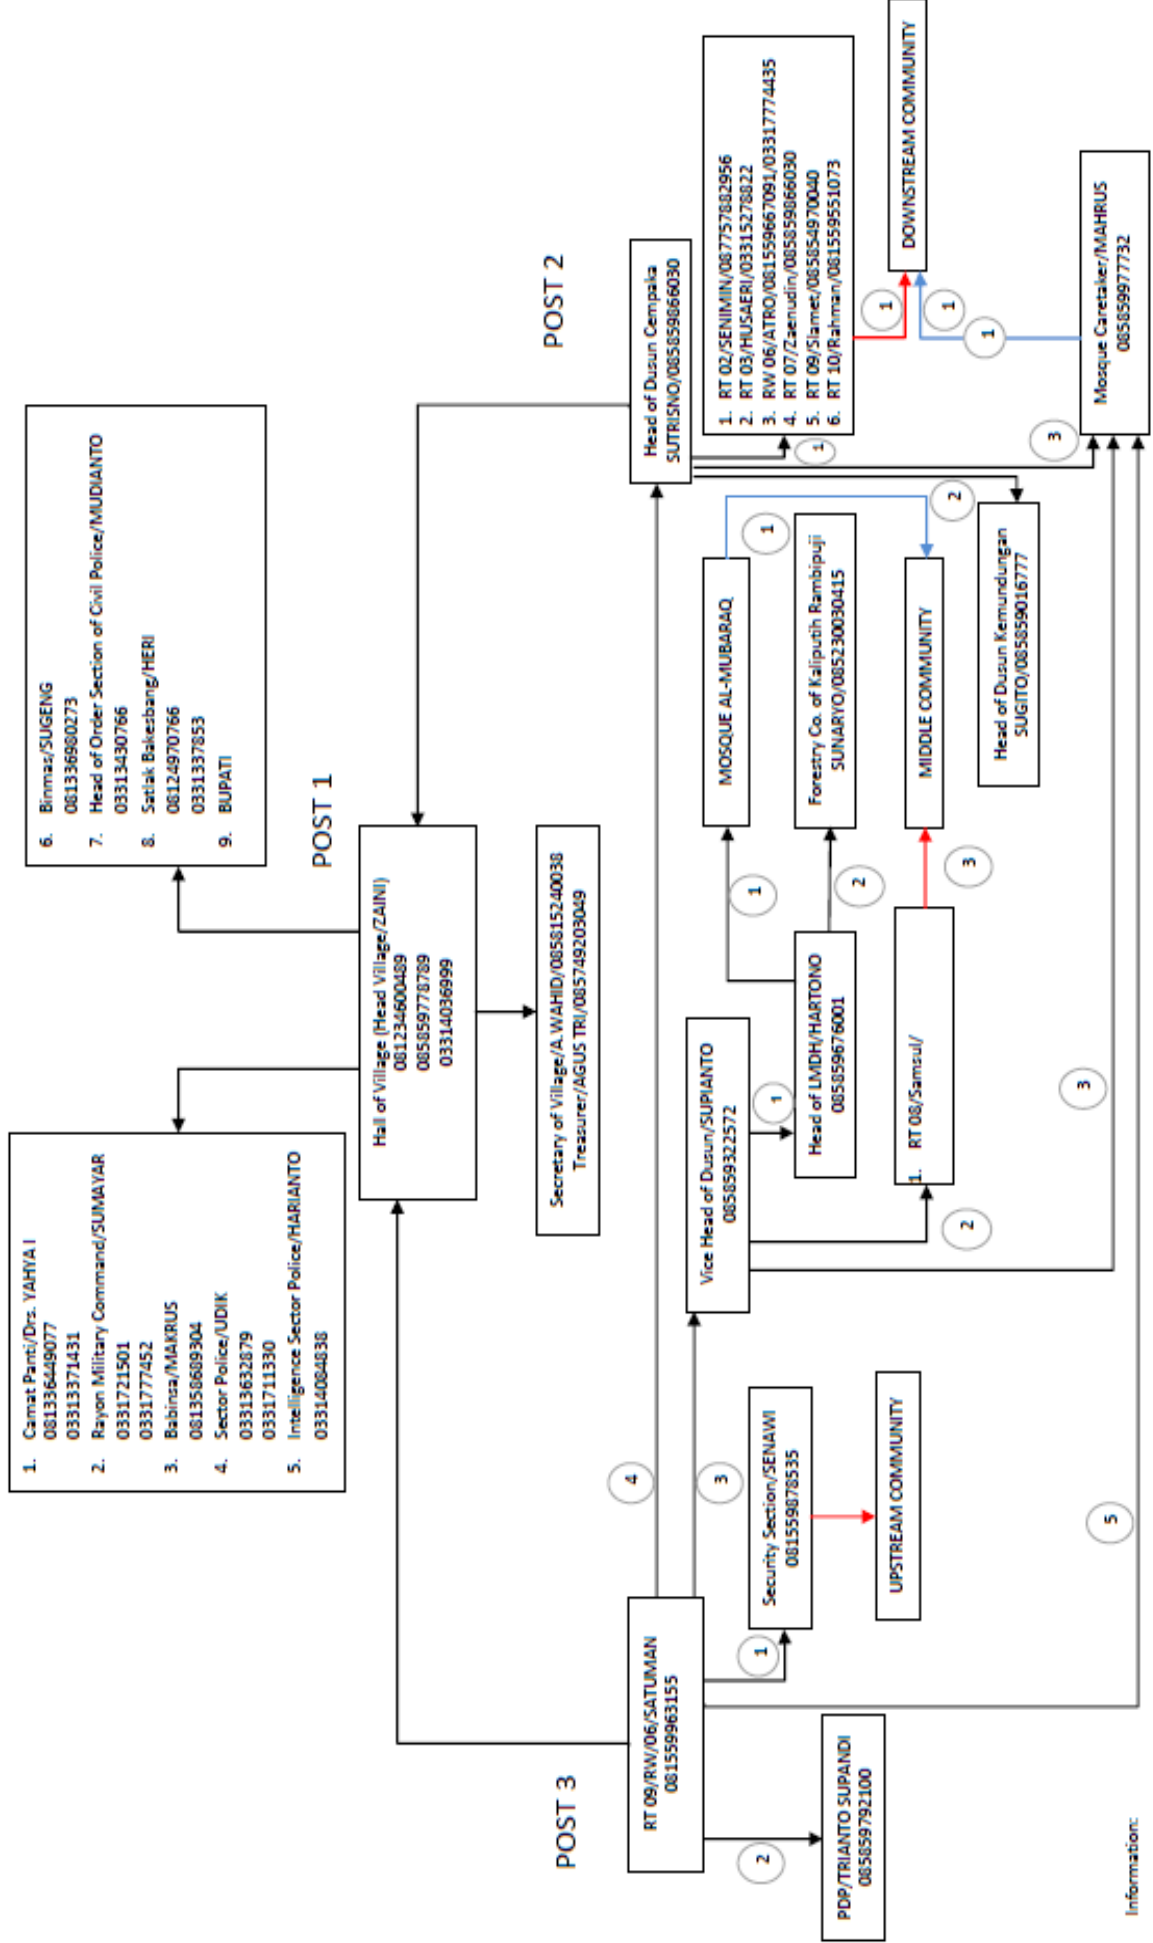 1. Camat Panti/Drs. YAHYA I
081336449077
03313371431
2. Rayon Military Command/SUMAYAR
0331721501
0331777452
3. Babinsa/MAKRUS
081358689304
4. Sector Police/UDIK
03313632879
0331711330
5. Intelligence Sector Police/HARIANTO
03314084838
6. Binmas/SUGENG
081336980273
7. Head of Order Section of Civil Police/MUDIANTO
03313430766
8. Satlak Bakesbang/HERI
08124970766
0331337853
9. BUPATI
POST 1
Hall of Village (Head Village/ZAINI)
081234600489
085859778789
03314036999
Secretary of Village/A.WAHID/085815240038
Treasurer/AGUS TRI/085749203049
POST 3
RT 09/RW/06/SATUMAN
081559963155
4
3
1
2
5
PDP/TRIANTO SUPANDI
085859792100
Security Section/SENAWI
081559878535
UPSTREAM COMMUNITY
Vice Head of Dusun/SUPIANTO
085859322572
1
2
3
Head of LMDH/HARTONO
085859676001
1
2
1. RT 08/Samsul/
3
MOSQUE AL-MUBARAQ
1
2
Forestry Co. of Kaliputih Rambipuji
SUNARYO/085230030415
MIDDLE COMMUNITY
Head of Dusun Kemundungan
SUGITO/085859016777
POST 2
Head of Dusun Cempaka
SUTRISNO/085859866030
1
3
1. RT 02/SENIMIN/087757882956
2. RT 03/HUSAERI/03315278822
3. RW 06/ATRO/081559667091/03317774435
4. RT 07/Zaenudin/085859866030
5. RT 09/Slamet/085854970040
6. RT 10/Rahman/081559551073
1
1
1
DOWNSTREAM COMMUNITY
Mosque Caretaker/MAHRUS
085859977732
Information: